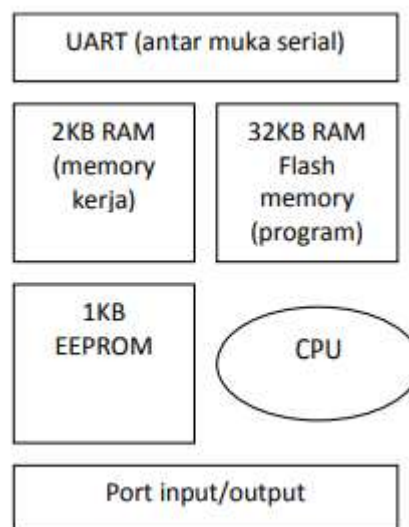 UART (antar muka serial)
2KB RAM
(memory
kerja)
32KB RAM
Flash
memory
(program)
1KB
EEPROM
CPU
Port input/output